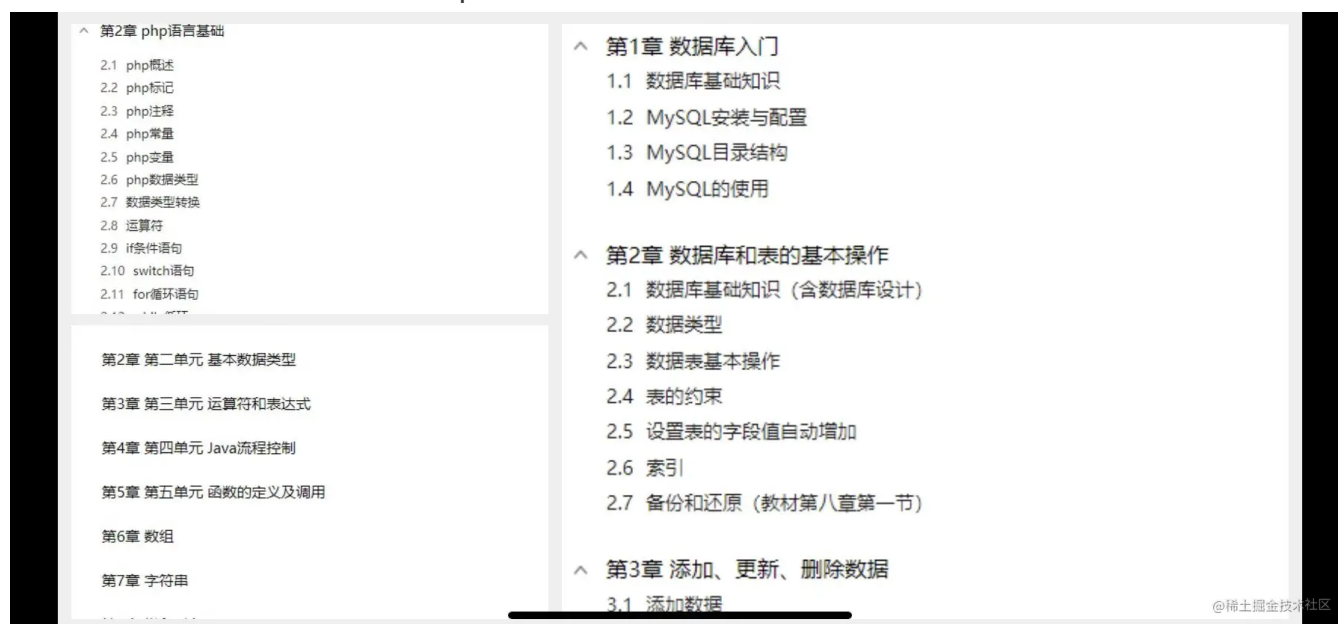 第2章 php语言基础
2.1 php概述
2.2 php标记
2.3 php注释
2.4 php常量
2.5 php变量
2.6 php数据类型
2.7 数据类型转换
2.8 运算符
2.9 if条件语句
2.10 switch语句
2.11 for循环语句
第2章 第二单元 基本数据类型
第3章 第三单元 运算符和表达式
第4章 第四单元 Java流程控制
第5章 第五单元 函数的定义及调用
第6章 数组
第7章 字符串
第1章 数据库入门
1.1 数据库基础知识
1.2 MySQL安装与配置
1.3 MySQL目录结构
1.4 MySQL的使用
第2章 数据库和表的基本操作
2.1 数据库基础知识（含数据库设计）
2.2 数据类型
2.3 数据表基本操作
2.4 表的约束
2.5 设置表的字段值自动增加
2.6 索引
2.7 备份和还原（教材第八章第一节）
第3章 添加、更新、删除数据
3.1 添加数据
@稀土掘金技术社区